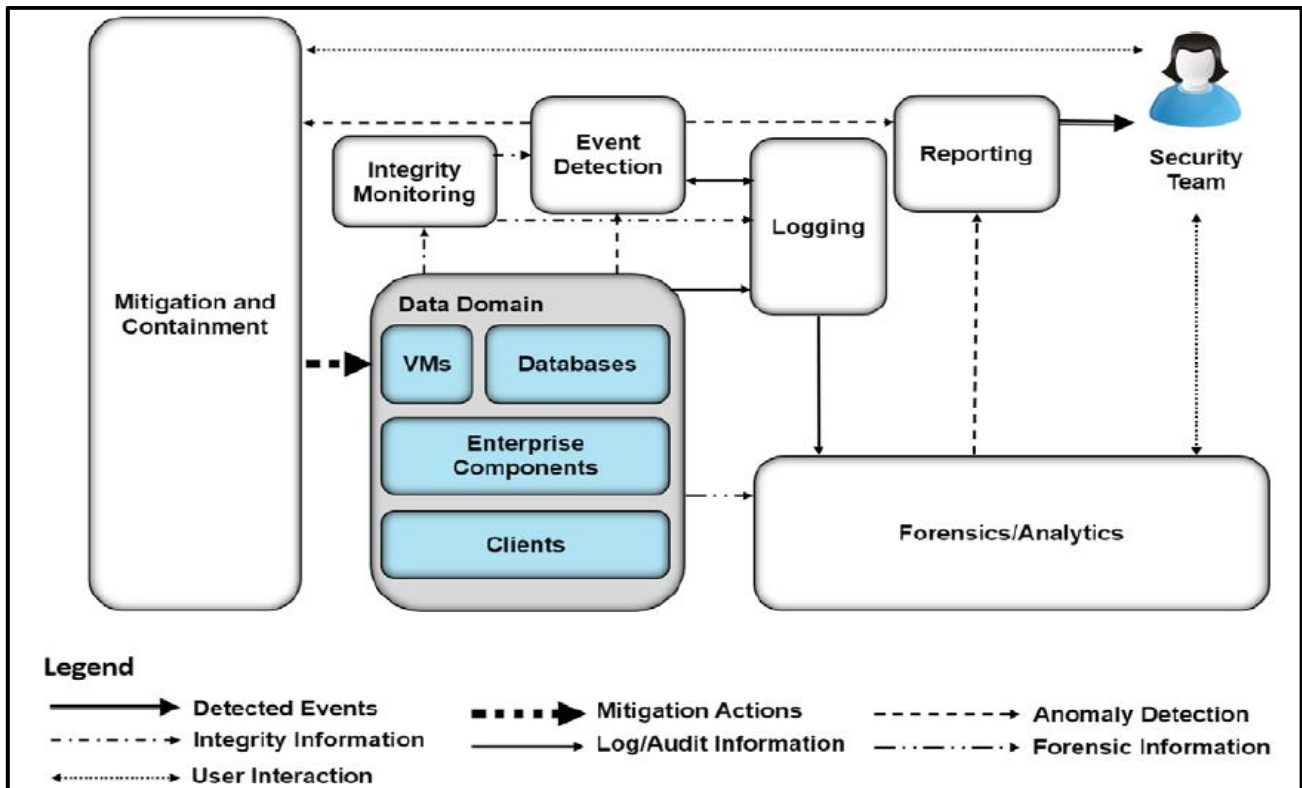 Event
Detection
Integrity
Monitoring
Reporting
Security
Team
Logging
Mitigation and
Containment
Data Domain
VMs
Databases
Enterprise
Components
Clients
Forensics/Analytics
Legend
Detected Events
Mitigation Actions
Anomaly Detection
Integrity Information
Log/Audit Information
Forensic Information
User Interaction